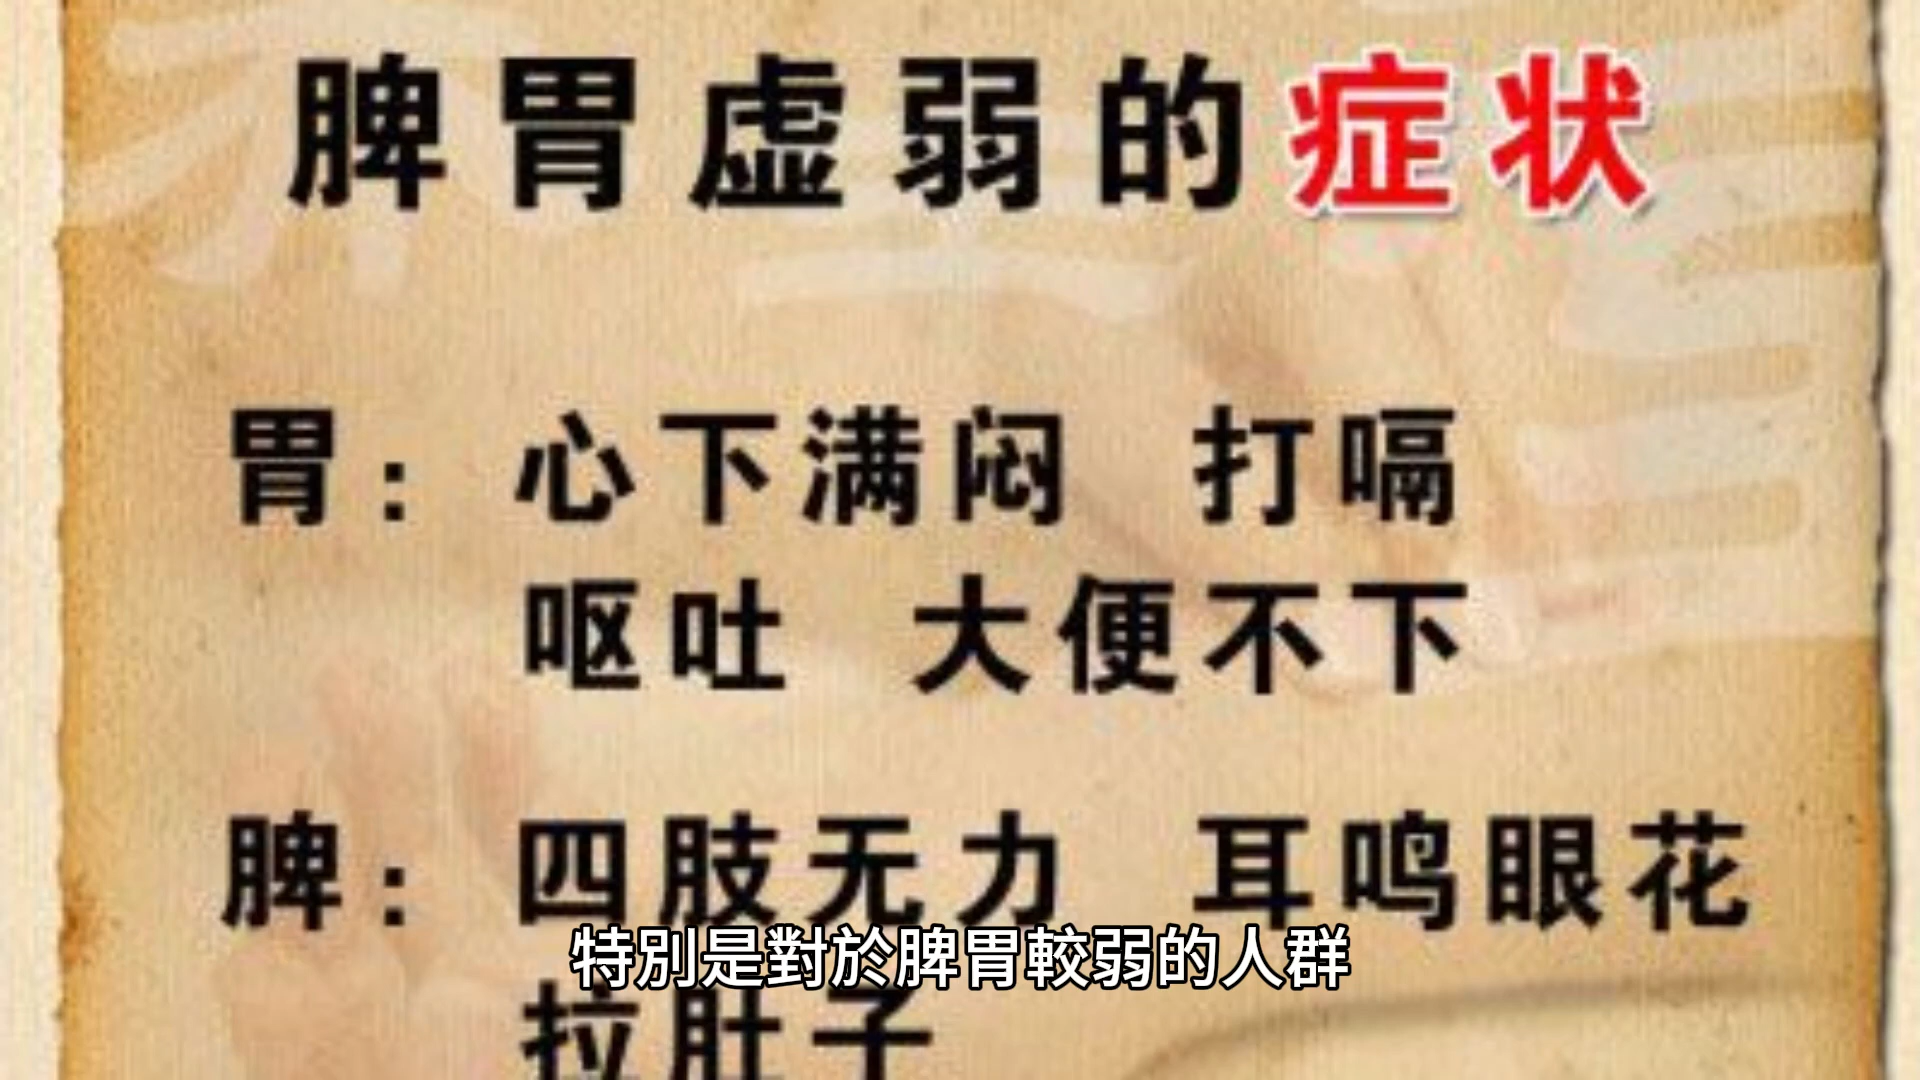 脾胃虚弱的症状
胃：心下满闷 打嗝
呕吐 大便不下
脾：四肢无力 耳鸣眼花
特別是對於脾胃較弱的人群
拉肚子